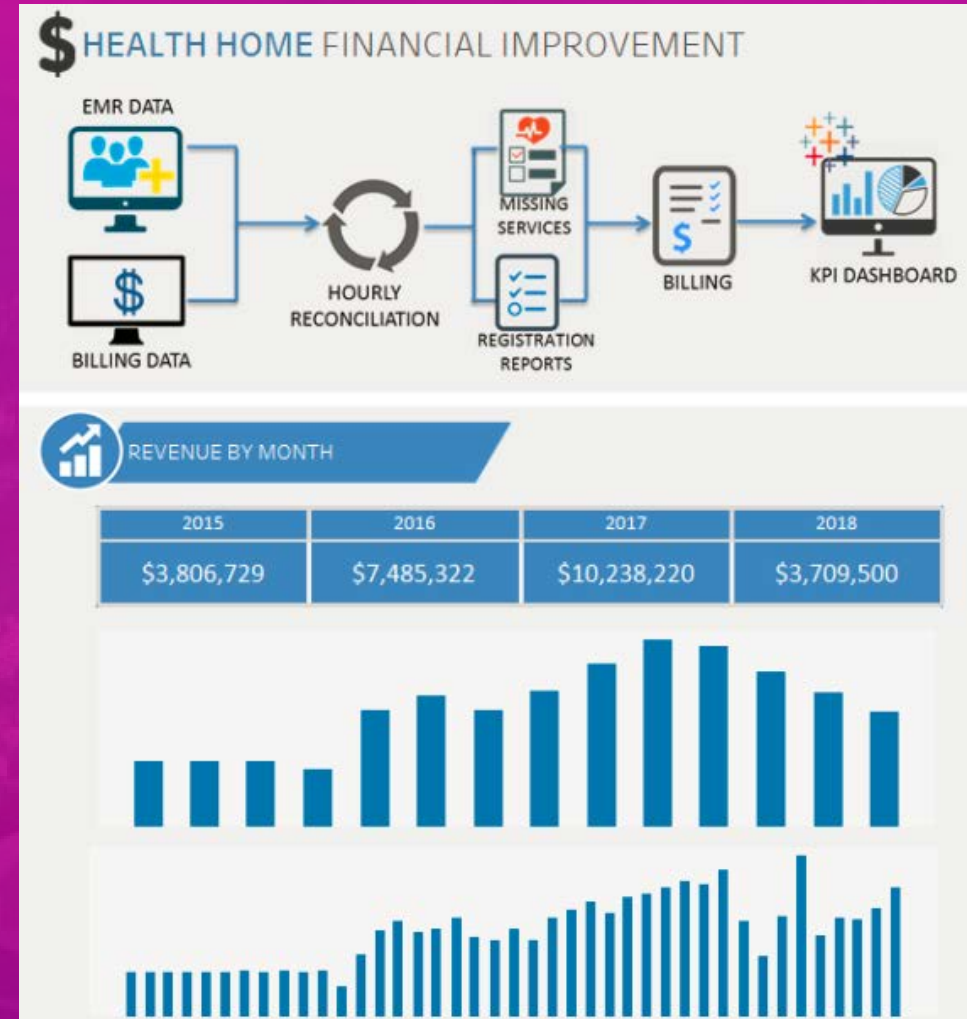 $ HEALTH HOME FINANCIAL IMPROVEMENT
EMR DATA
$
BILLING DATA
HOURLY
RECONCILIATION
MISSING
SERVICES
REGISTRATION
REPORTS
$
BILLING
KPI DASHBOARD
REVENUE BY MONTH
2015 2016 2017 2018
$3,806,729 $7,485,322 $10,238,220 $3,709,500